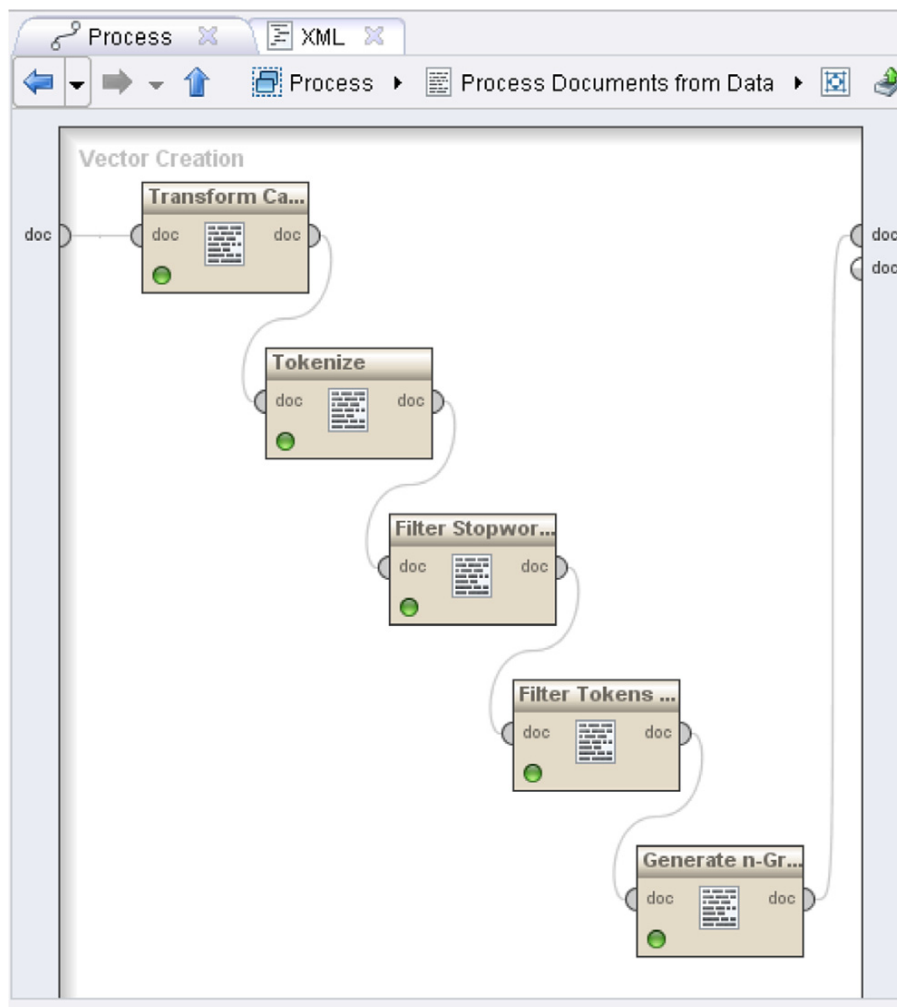 Process XML
Process Process Documents from Data
Vector Creation
Transform Ca...
doc doc doc doc
doc
Tokenize
doc doc
Filter Stopwor...
doc doc
Filter Tokens ...
doc doc
Generate n-Gr...
doc doc